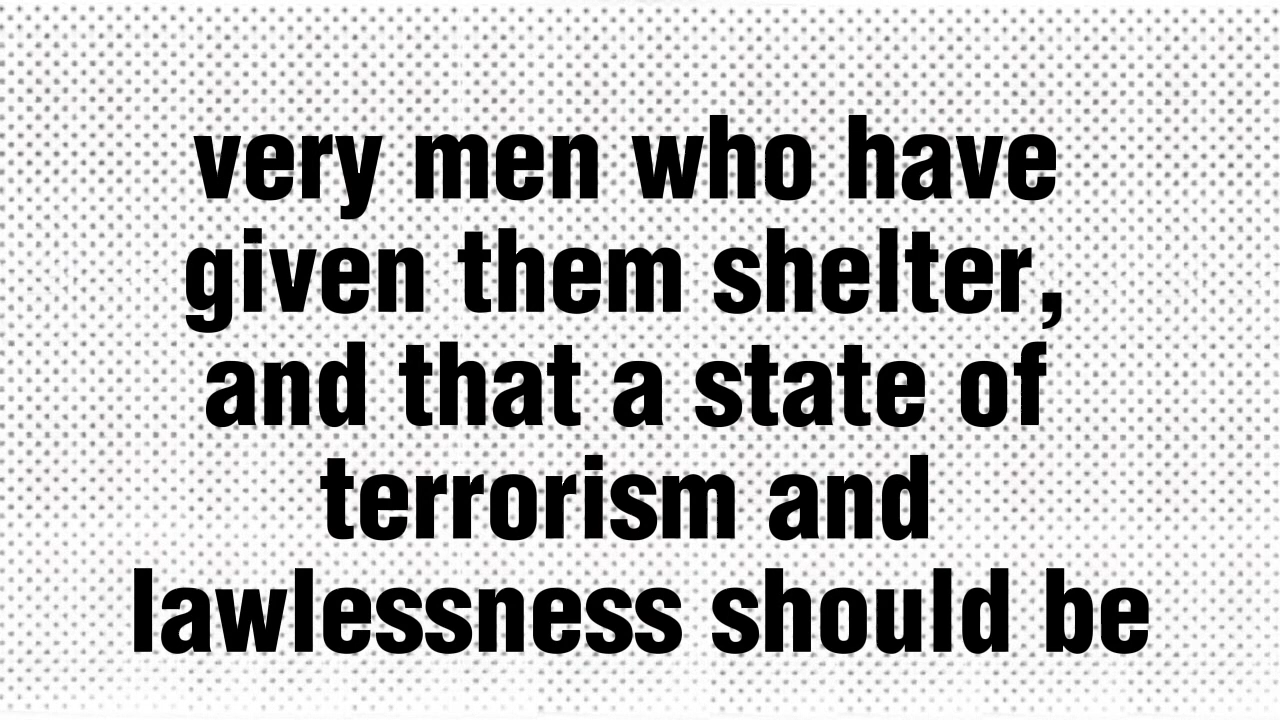 very men who have
given them shelter,
and that a state of
terrorism and
lawlessness should be